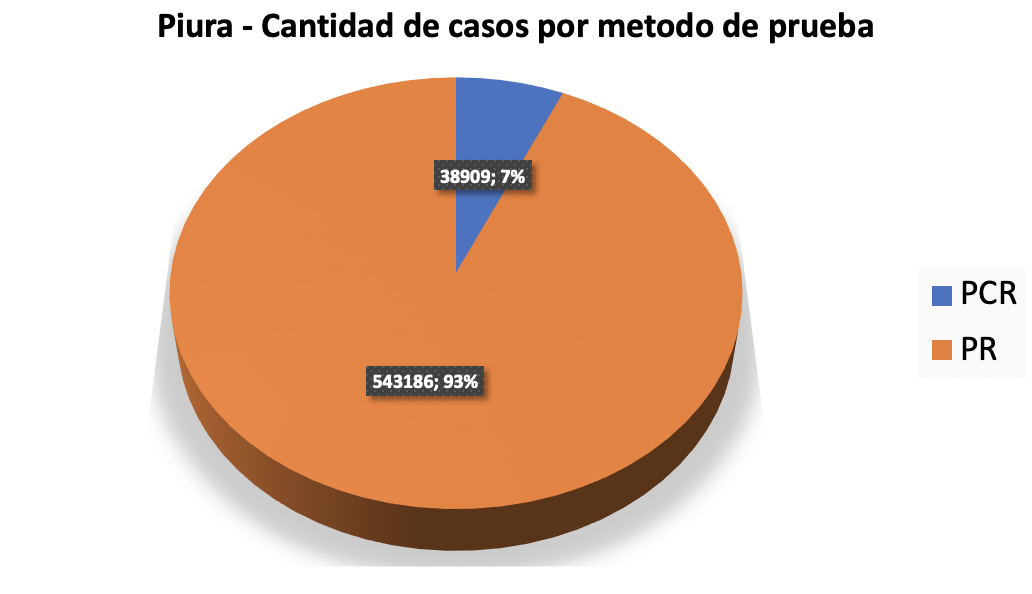 Piura - Cantidad de casos por metodo de prueba
38909; 7%
543186; 93%
PCR
PR